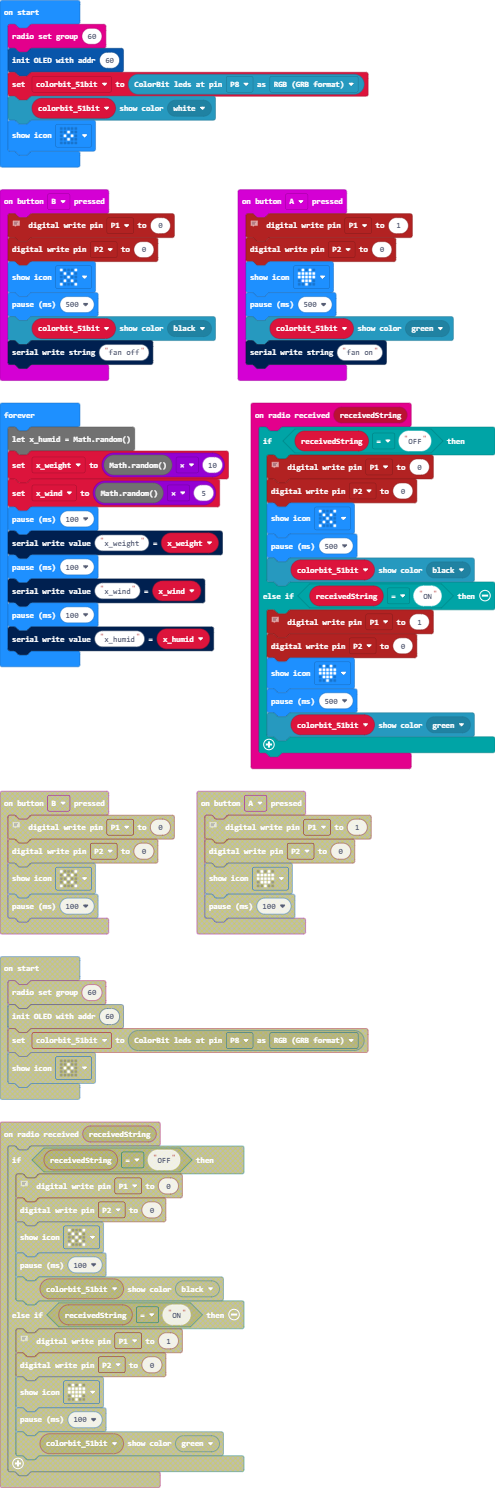 on start
radio set group 60
init OLED with addr 60
set colorbit_51bit to ColorBit leds at pin P8 as RGB (GRB format)
colorbit_51bit show color white
show icon
on button B pressed
digital write pin P1 to 0
digital write pin P2 to 0
show icon
pause (ms) 500
colorbit_51bit show color black
serial write string "fan off"
on button A pressed
digital write pin P1 to 1
digital write pin P2 to 0
show icon
pause (ms) 500
colorbit_51bit show color green
serial write string "fan on"
forever
let x_humid = Math.random()
set x_weight to Math.random() × 10
set x_wind to Math.random() × 5
pause (ms) 100
serial write value "x_weight" = x_weight
pause (ms) 100
serial write value "x_wind" = x_wind
pause (ms) 100
serial write value "x_humid" = x_humid
on radio received receivedString
if receivedString = "OFF" then
digital write pin P1 to 0
digital write pin P2 to 0
show icon
pause (ms) 500
colorbit_51bit show color black
else if receivedString = "ON" then
digital write pin P1 to 1
digital write pin P2 to 0
show icon
pause (ms) 500
colorbit_51bit show color green
on button B pressed
digital write pin P1 to 0
digital write pin P2 to 0
show icon
pause (ms) 100
on button A pressed
digital write pin P1 to 1
digital write pin P2 to 0
show icon
pause (ms) 100
on start
radio set group 60
init OLED with addr 60
set colorbit_51bit to ColorBit leds at pin P8 as RGB (GRB format)
show icon
on radio received receivedString
if receivedString = "OFF" then
digital write pin P1 to 0
digital write pin P2 to 0
show icon
pause (ms) 100
colorbit_51bit show color black
else if receivedString = "ON" then
digital write pin P1 to 1
digital write pin P2 to 0
show icon
pause (ms) 100
colorbit_51bit show color green